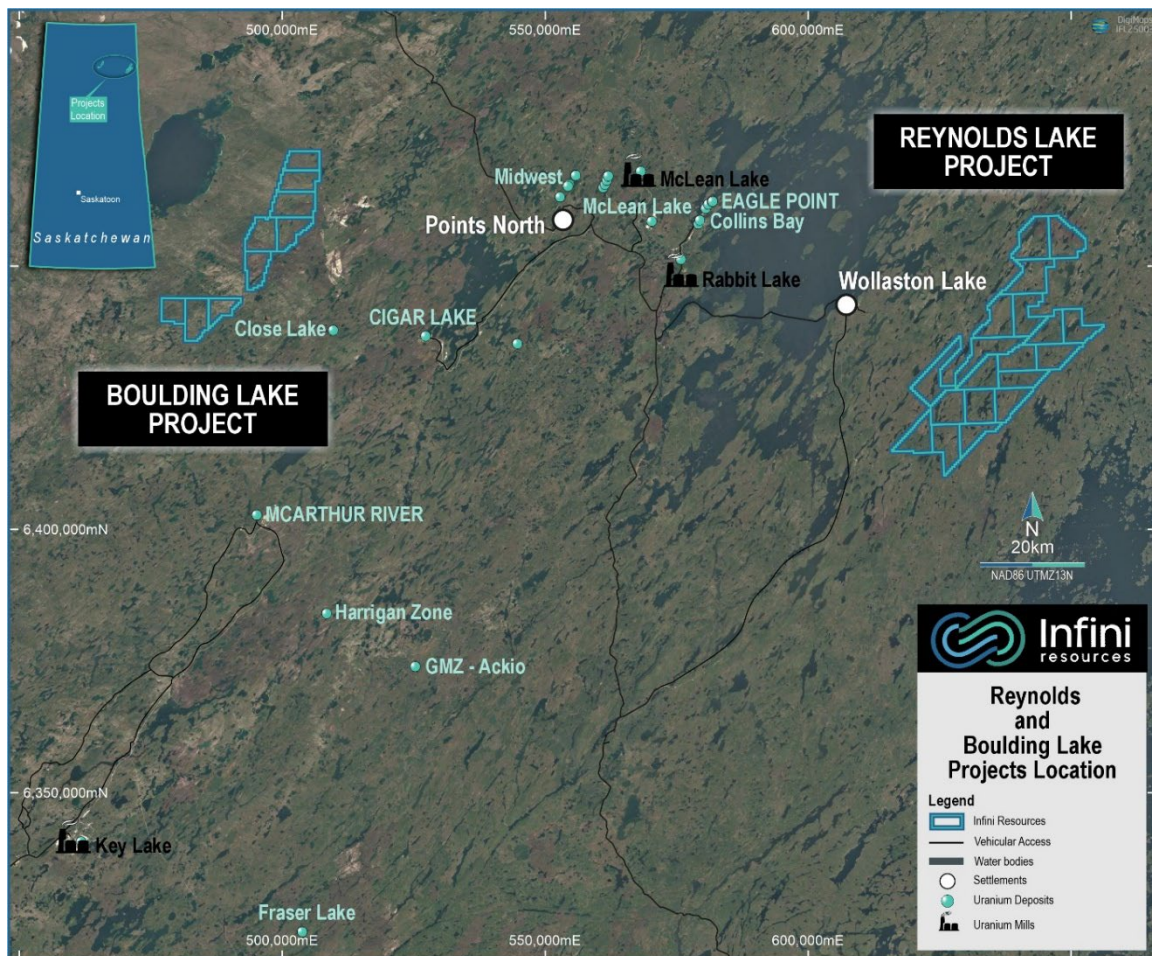 500,000mE
550,000mE
600,000mE
DigiMaps
Projects
Location
Saskatoon
Saskatchewan
REYNOLDS LAKE
PROJECT
Midwest
McLean Lake
McLean Lake
EAGLE POINT
Points North
Collins Bay
Rabbit Lake
Wollaston Lake
Close Lake
CIGAR LAKE
BOULDING LAKE
PROJECT
MCARTHUR RIVER
6,400,000mN
N
20km
NAD86 UTMZ13N
Harrigan Zone
GMZ - Ackio
Infini
resources
Reynolds
and
Boulding Lake
Projects Location
Legend
Infini Resources
Vehicular Access
Water bodies
Settlements
Uranium Deposits
Uranium Mills
6,350,000mN
Key Lake
Fraser Lake
500,000mE
550,000mE
600,000mE